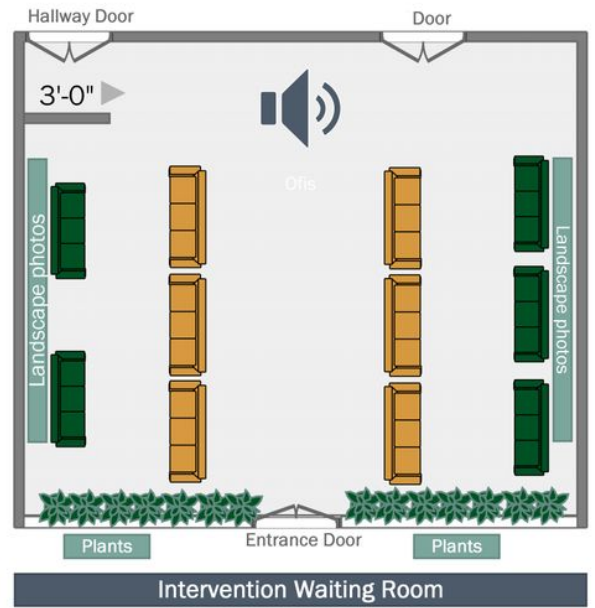 Hallway Door
Door
3'-0"
Ofis
Landscape photos
Landscape photos
Entrance Door
Plants
Plants
Intervention Waiting Room